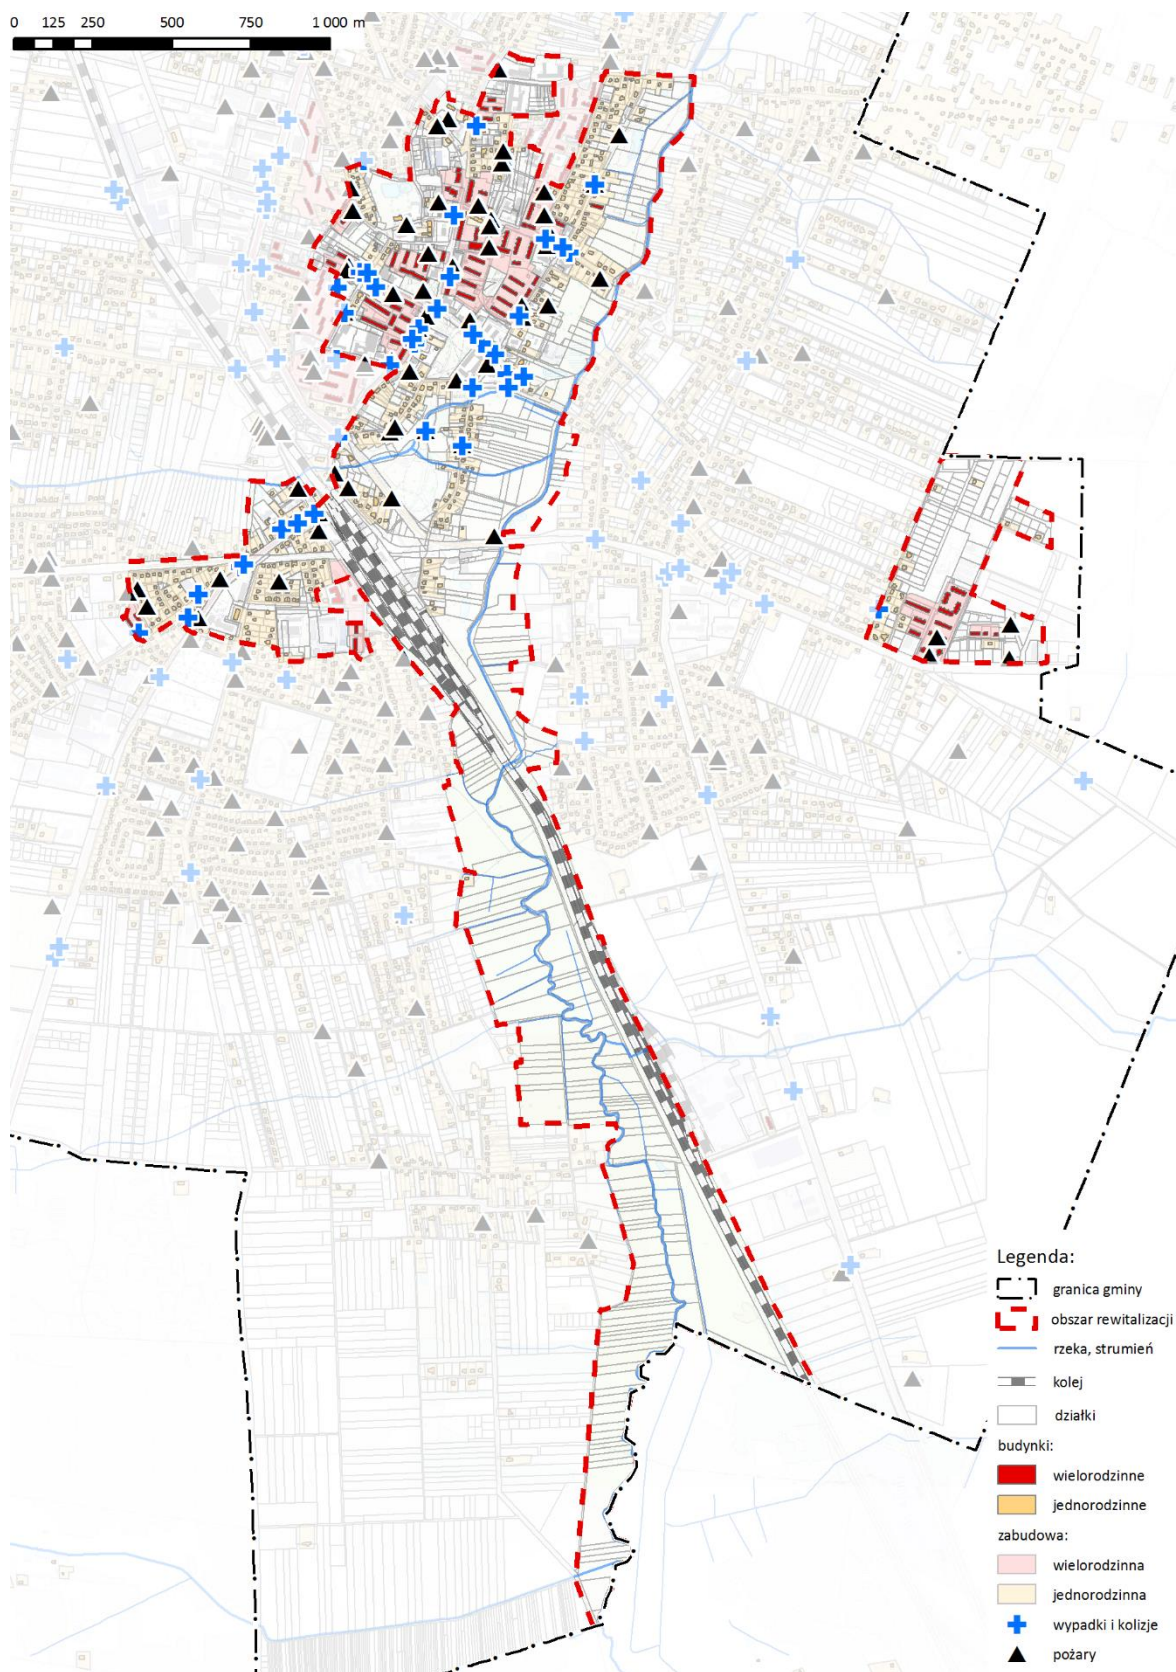 0 125 250 500 750 1 000 m
Legenda:
granica gminy
obszar rewitalizacji
rzeka, strumień
kolej
działki
budynki:
wielorodzinne
jednorodzinne
zabudowa:
wielorodzinna
jednorodzinna
wypadki i kolizje
pożary